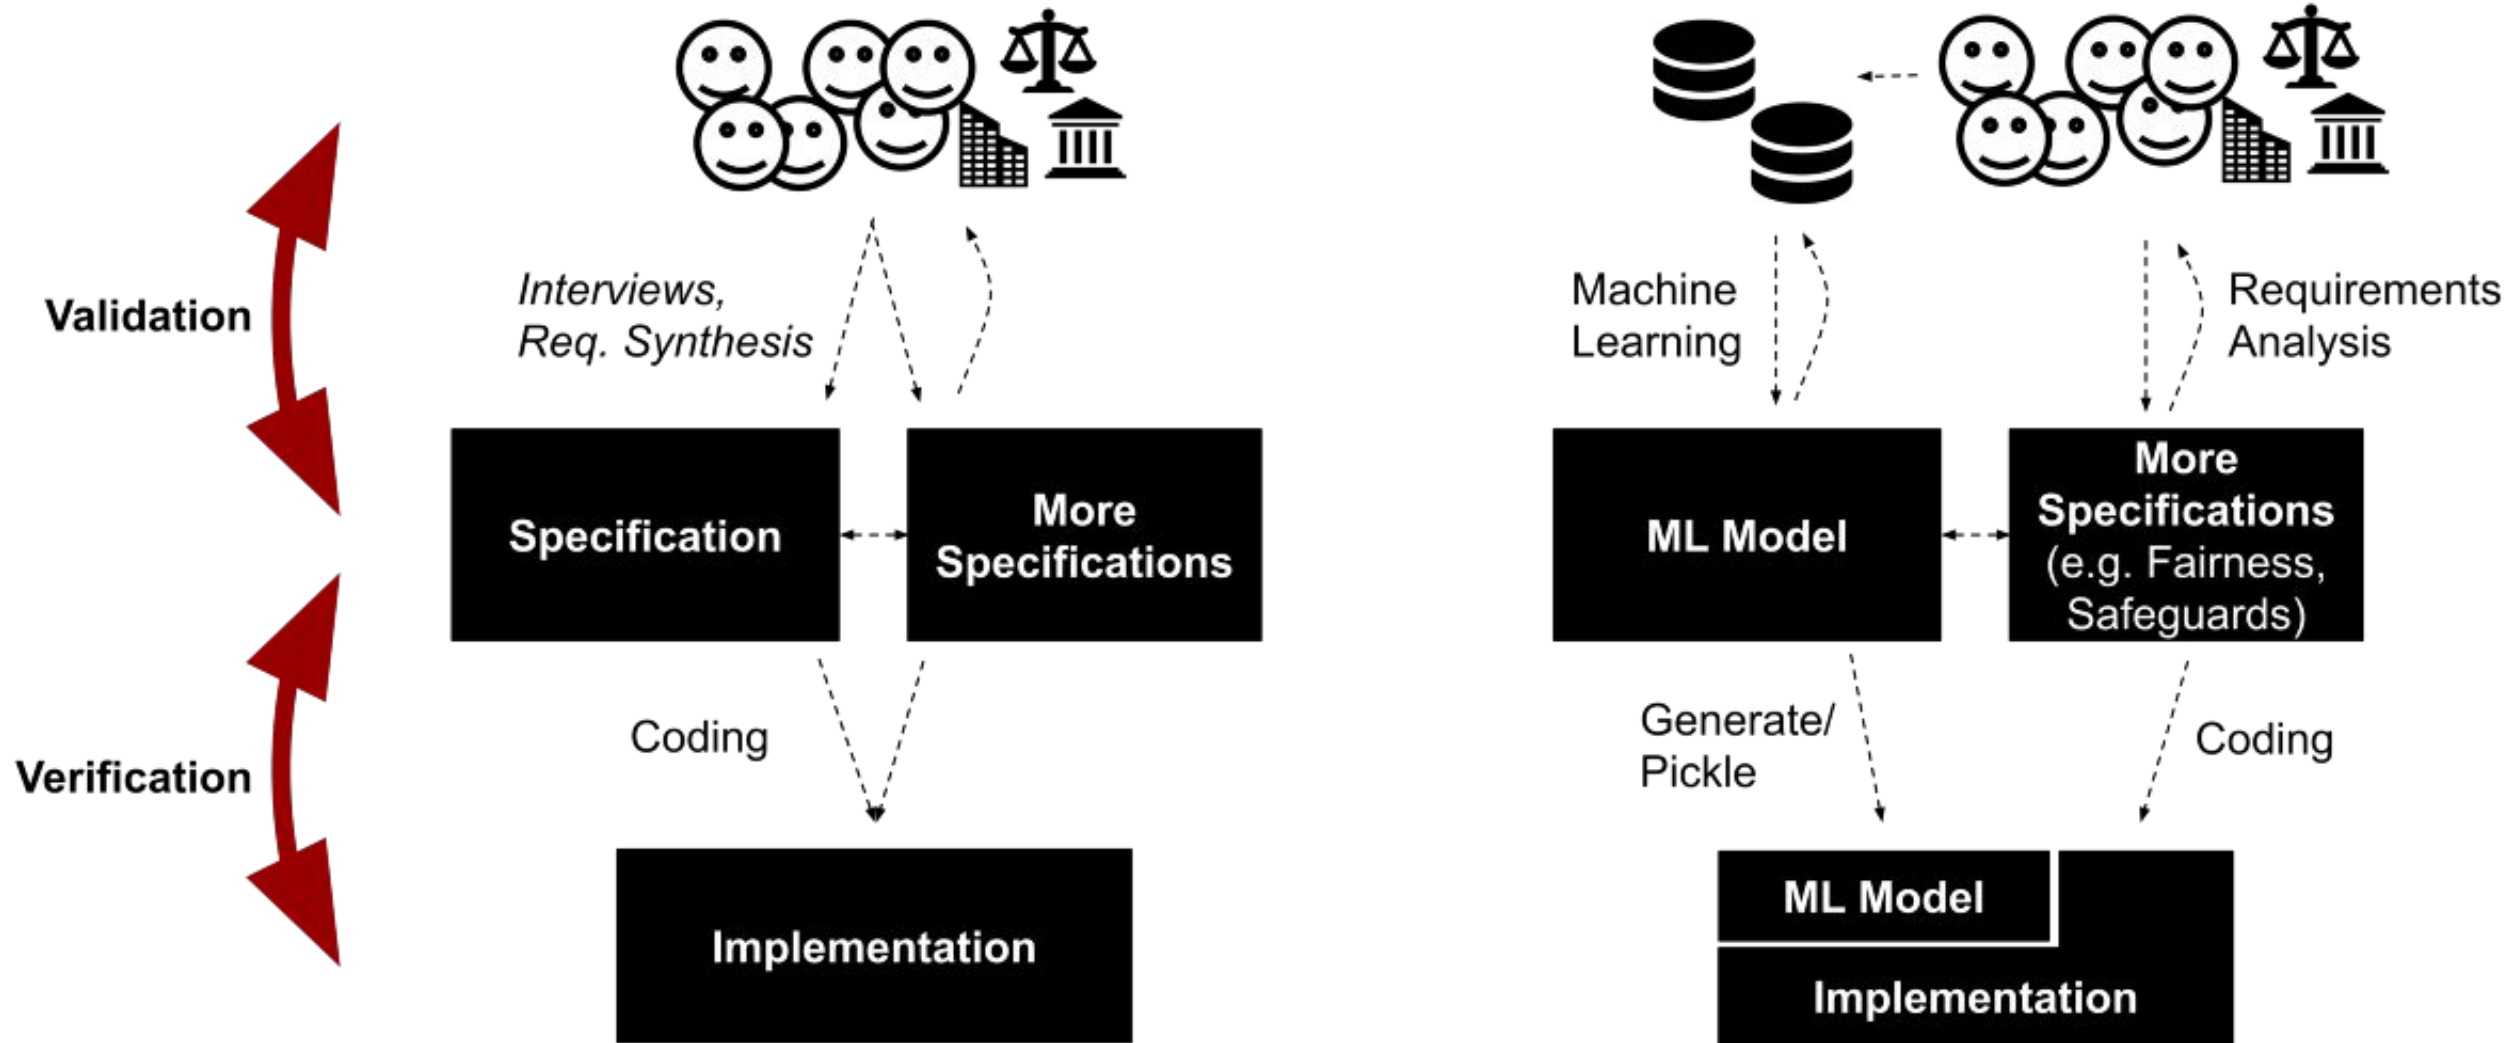 Validation
Interviews,
Req. Synthesis
Specification
More
Specifications
Verification
Coding
Implementation
Machine
Learning
Requirements
Analysis
ML Model
More
Specifications
(e.g. Fairness,
Safeguards)
Generate/
Pickle
Coding
ML Model
Implementation